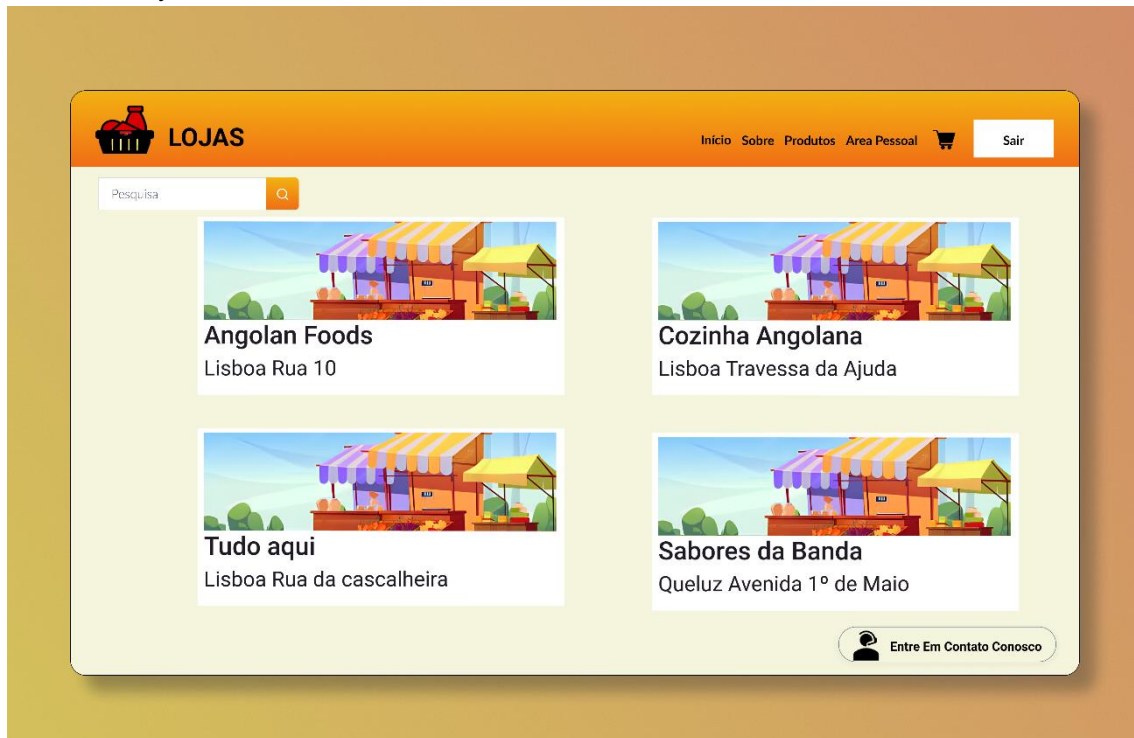 LOJAS
Início Sobre Produtos Area Pessoal Sair
Pesquisa
Angolan Foods
Lisboa Rua 10
Cozinha Angolana
Lisboa Travessa da Ajuda
Tudo aqui
Lisboa Rua da cascalheira
Sabores da Banda
Queluz Avenida 1º de Maio
Entre Em Contato Conosco